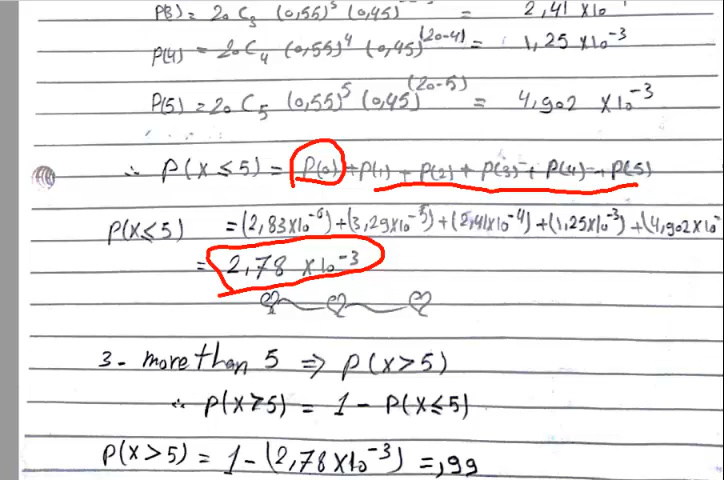 P(3) = 20 C3 (0,55)³ (0,45) = 2,41 x10
P(4) = 20 C4 (0,55)⁴ (0,45)⁽²⁰⁻⁴⁾ = 1,25 x10⁻³
P(5) = 20 C5 (0,55)⁵ (0,45)⁽²⁰⁻⁵⁾ = 4,902 x10⁻³
∴ P(X ≤ 5) = P(0) + P(1) + P(2) + P(3) + P(4) + P(5)
P(X ≤ 5) = (2,83x10⁻⁶) + (3,29x10⁻⁵) + (2,41x10⁻⁴) + (1,25x10⁻³) + (4,902x10⁻
= 2,78 x10⁻³
3- more than 5 ⇒ P(X > 5)
∴ P(X > 5) = 1 - P(X ≤ 5)
P(X > 5) = 1 - (2,78 x10⁻³) = ,99